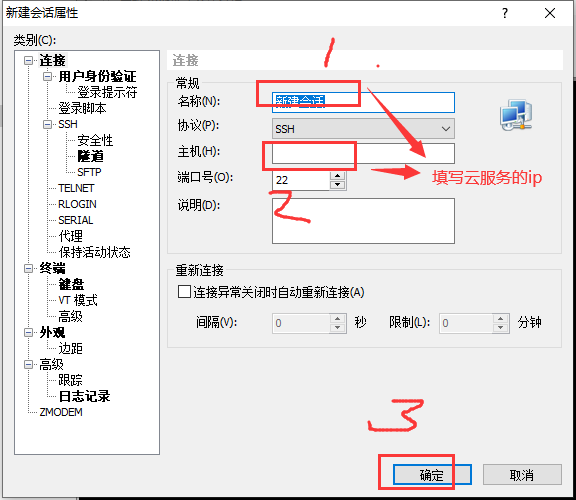 新建会话属性
类别(C):
连接
用户身份验证
登录提示符
登录脚本
SSH
安全性
隧道
SFTP
TELNET
RLOGIN
SERIAL
代理
保持活动状态
终端
键盘
VT 模式
高级
外观
边距
高级
跟踪
日志记录
ZMODEM
1 .
连接
常规
名称(N): 新建会话
协议(P): SSH
主机(H):
填写云服务的ip
端口号(O): 22
2
说明(D):
重新连接
连接异常关闭时自动重新连接(A)
间隔(V): 0 秒 限制(L): 0 分钟
3
确定 取消